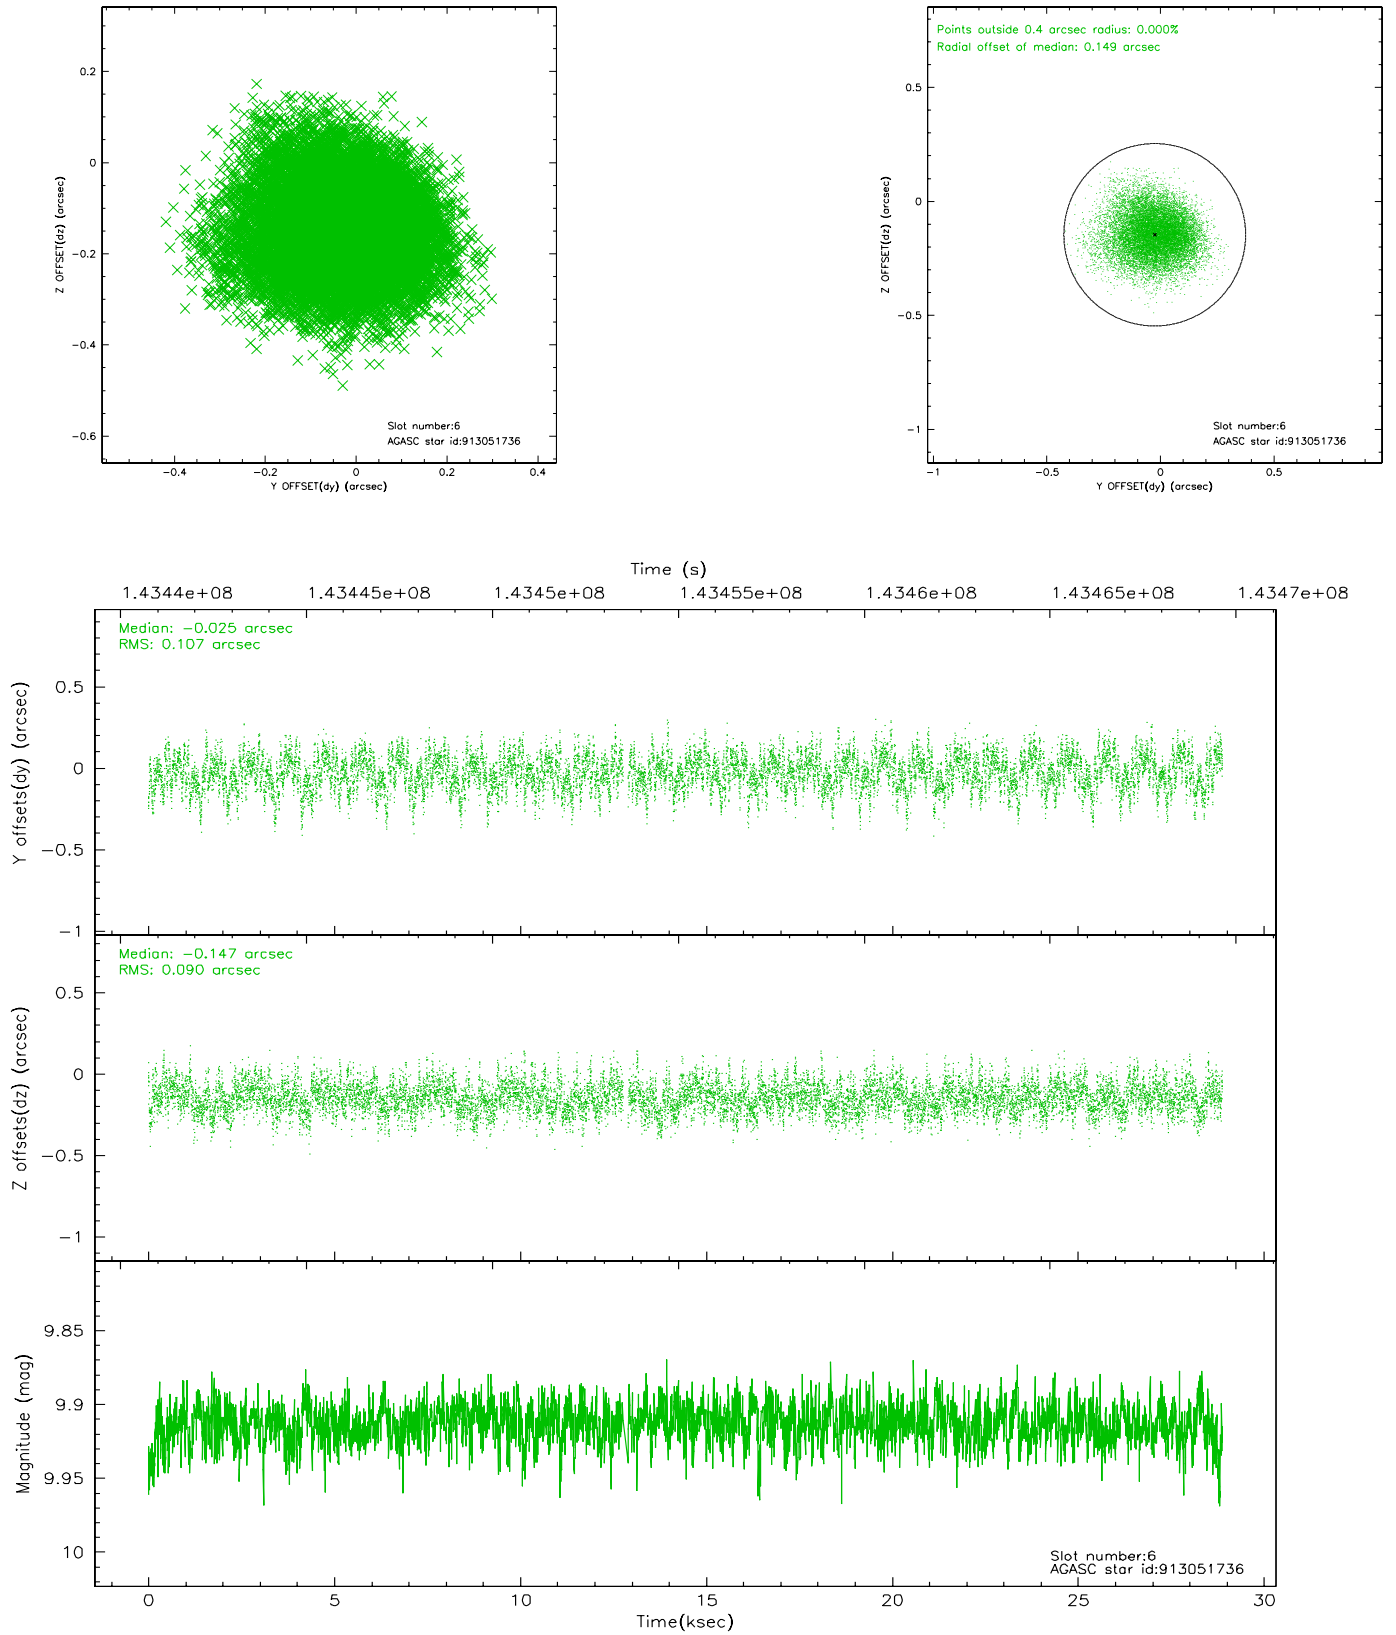 0.2
0
−0.2
−0.4
−0.6
Z OFFSET(dz) (arcsec)
Slot number:6
AGASC star id:913051736
−0.4
−0.2
0
0.2
0.4
Y OFFSET(dy) (arcsec)
Points outside 0.4 arcsec radius: 0.000%
Radial offset of median: 0.149 arcsec
0.5
0
−0.5
−1
Z OFFSET(dz) (arcsec)
Slot number:6
AGASC star id:913051736
−1
−0.5
0
0.5
Y OFFSET(dy) (arcsec)
Time (s)
1.4344e+08
1.43445e+08
1.4345e+08
1.43455e+08
1.4346e+08
1.43465e+08
1.4347e+08
Median: −0.025 arcsec
RMS: 0.107 arcsec
0.5
0
−0.5
−1
Y offsets(dy) (arcsec)
Median: −0.147 arcsec
RMS: 0.090 arcsec
0.5
0
−0.5
−1
Z offsets(dz) (arcsec)
9.85
9.9
9.95
10
Magnitude (mag)
Slot number:6
AGASC star id:913051736
0
5
10
15
20
25
30
Time(ksec)